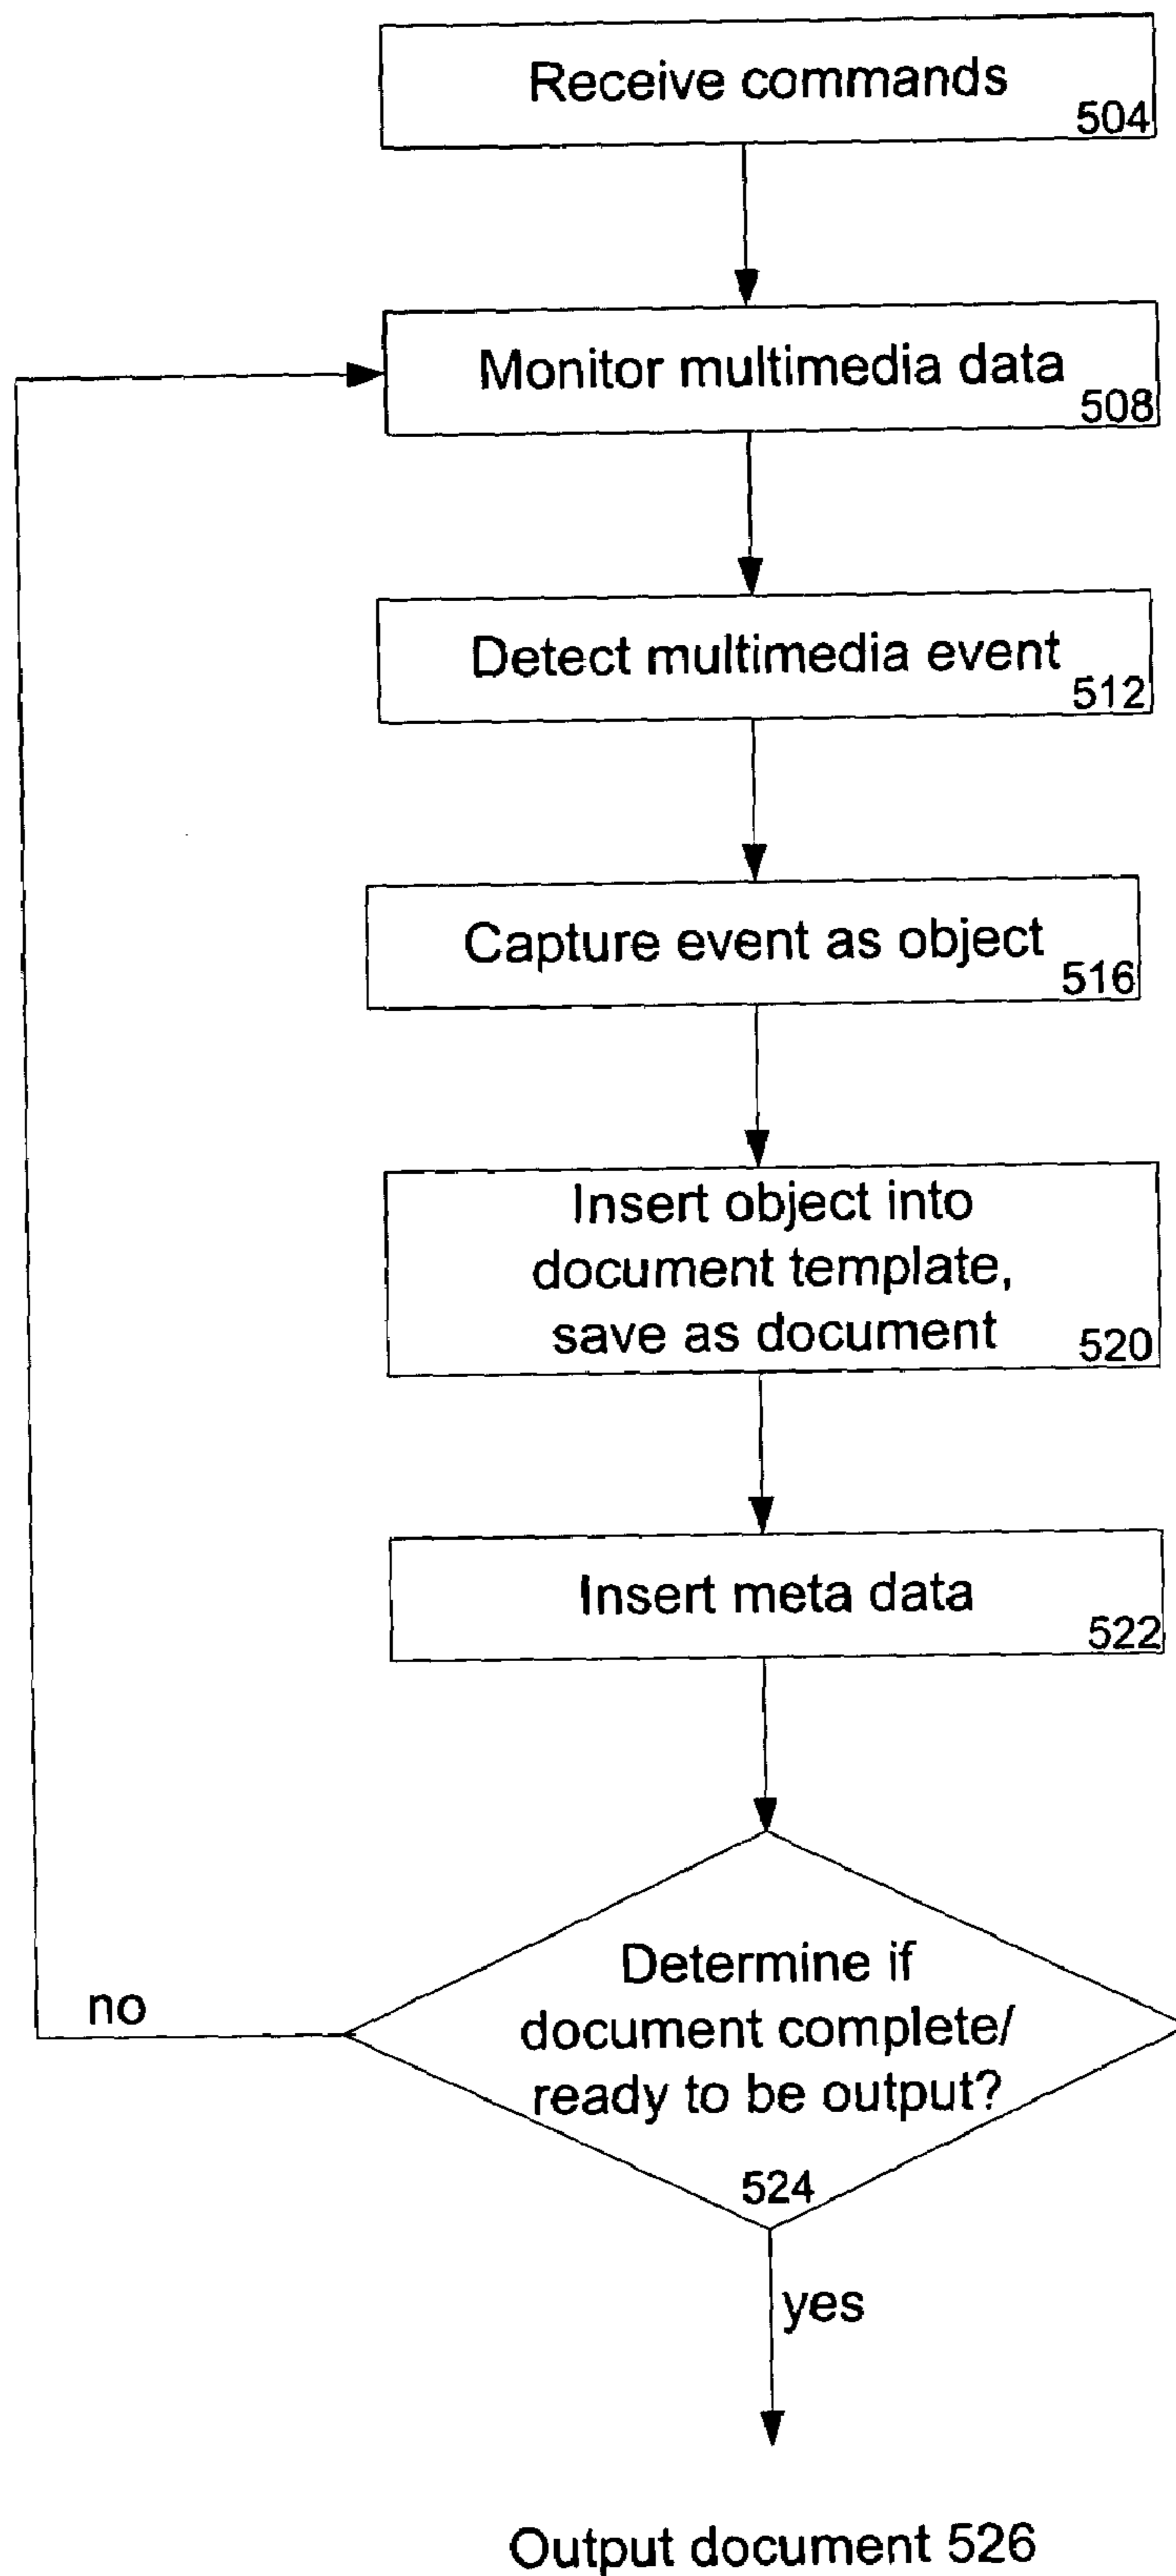 Receive commands
504
Monitor multimedia data
508
Detect multimedia event
512
Capture event as object
516
Insert object into
document template,
save as document
520
Insert meta data
522
Determine if
document complete/
ready to be output?
524
no
yes
Output document 526